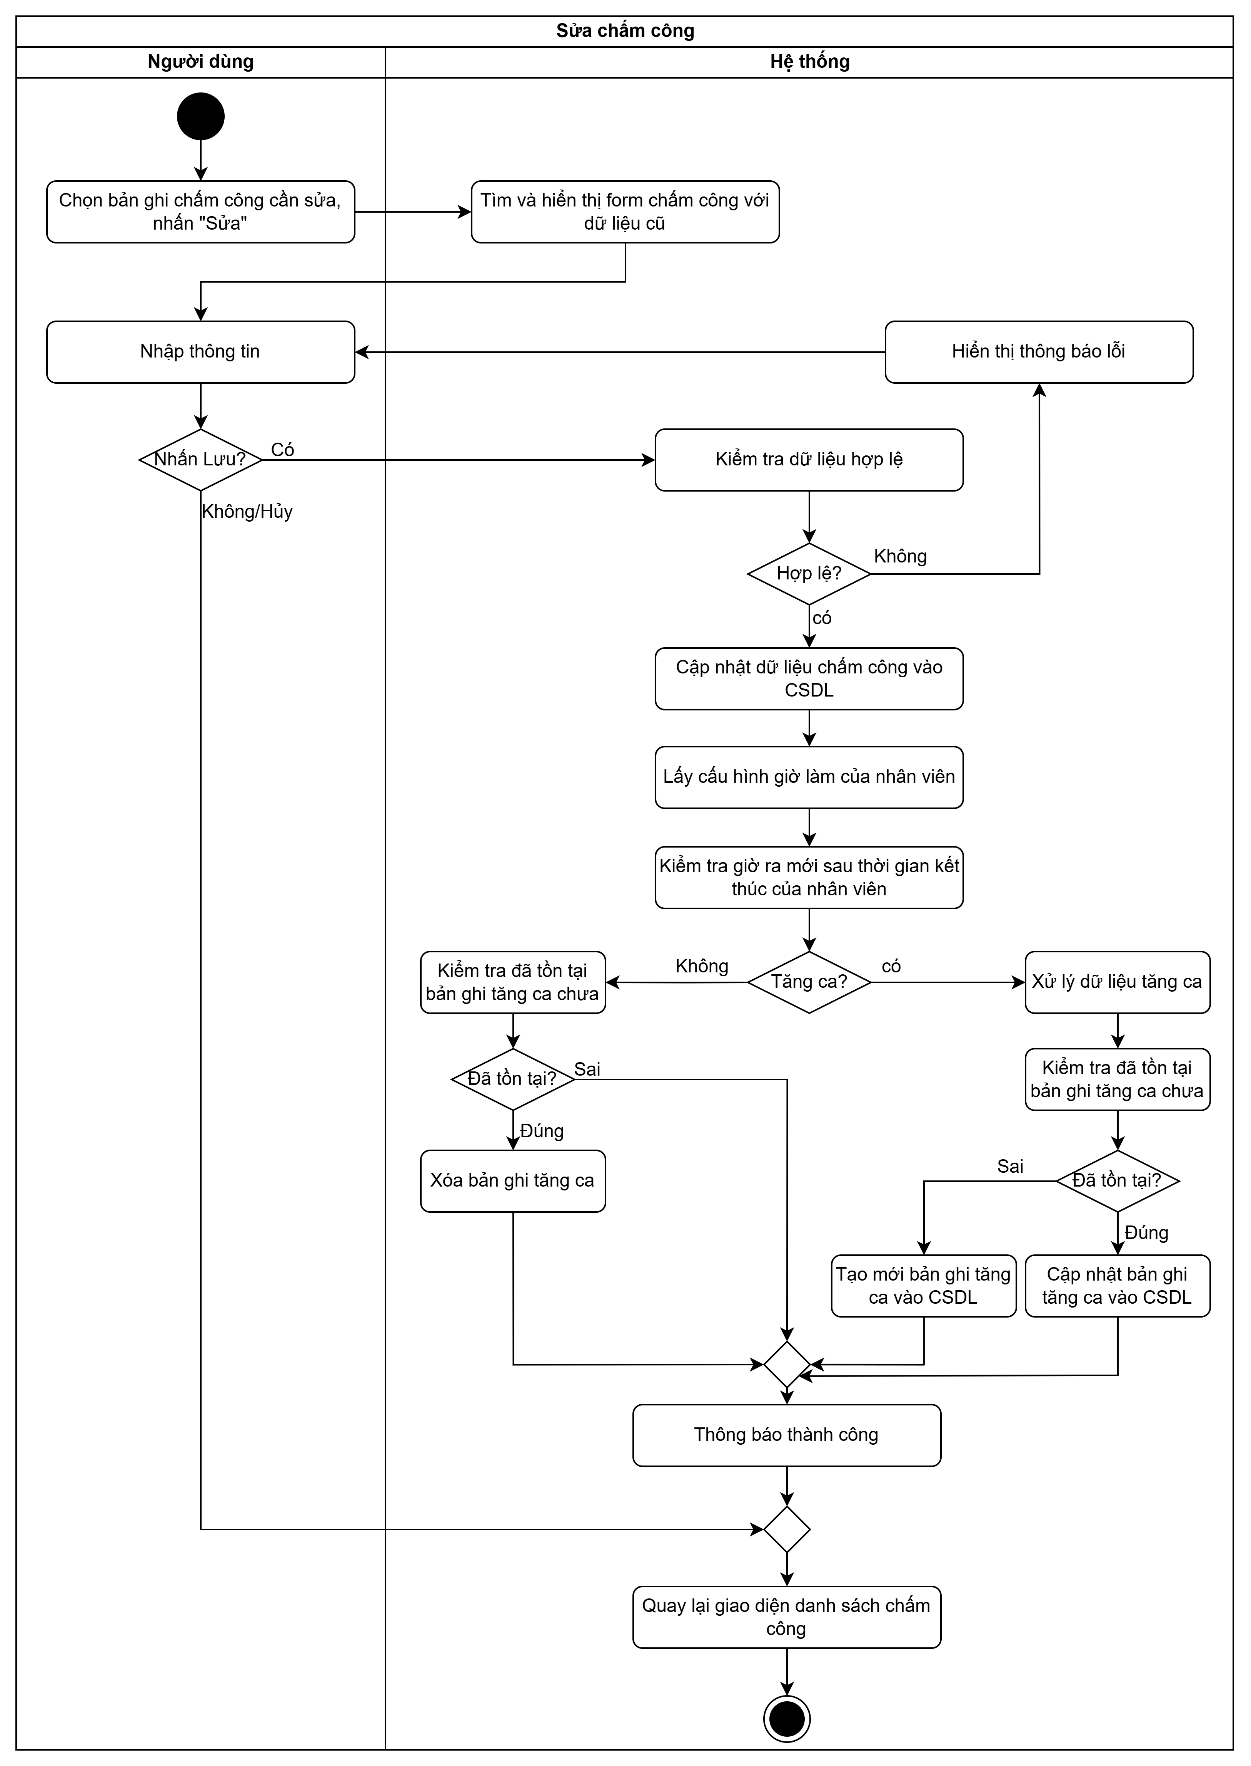 Sửa chấm công
Người dùng
Hệ thống
Chọn bản ghi chấm công cần sửa,
nhấn "Sửa"
Tìm và hiển thị form chấm công với
dữ liệu cũ
Nhập thông tin
Hiển thị thông báo lỗi
Nhấn Lưu?
Có
Không/Hủy
Kiểm tra dữ liệu hợp lệ
Hợp lệ?
Không
có
Cập nhật dữ liệu chấm công vào
CSDL
Lấy cấu hình giờ làm của nhân viên
Kiểm tra giờ ra mới sau thời gian kết
thúc của nhân viên
Tăng ca?
Không
có
Kiểm tra đã tồn tại
bản ghi tăng ca chưa
Xử lý dữ liệu tăng ca
Đã tồn tại?
Sai
Đúng
Kiểm tra đã tồn tại
bản ghi tăng ca chưa
Xóa bản ghi tăng ca
Đã tồn tại?
Sai
Đúng
Tạo mới bản ghi tăng
ca vào CSDL
Cập nhật bản ghi
tăng ca vào CSDL
Thông báo thành công
Quay lại giao diện danh sách chấm
công